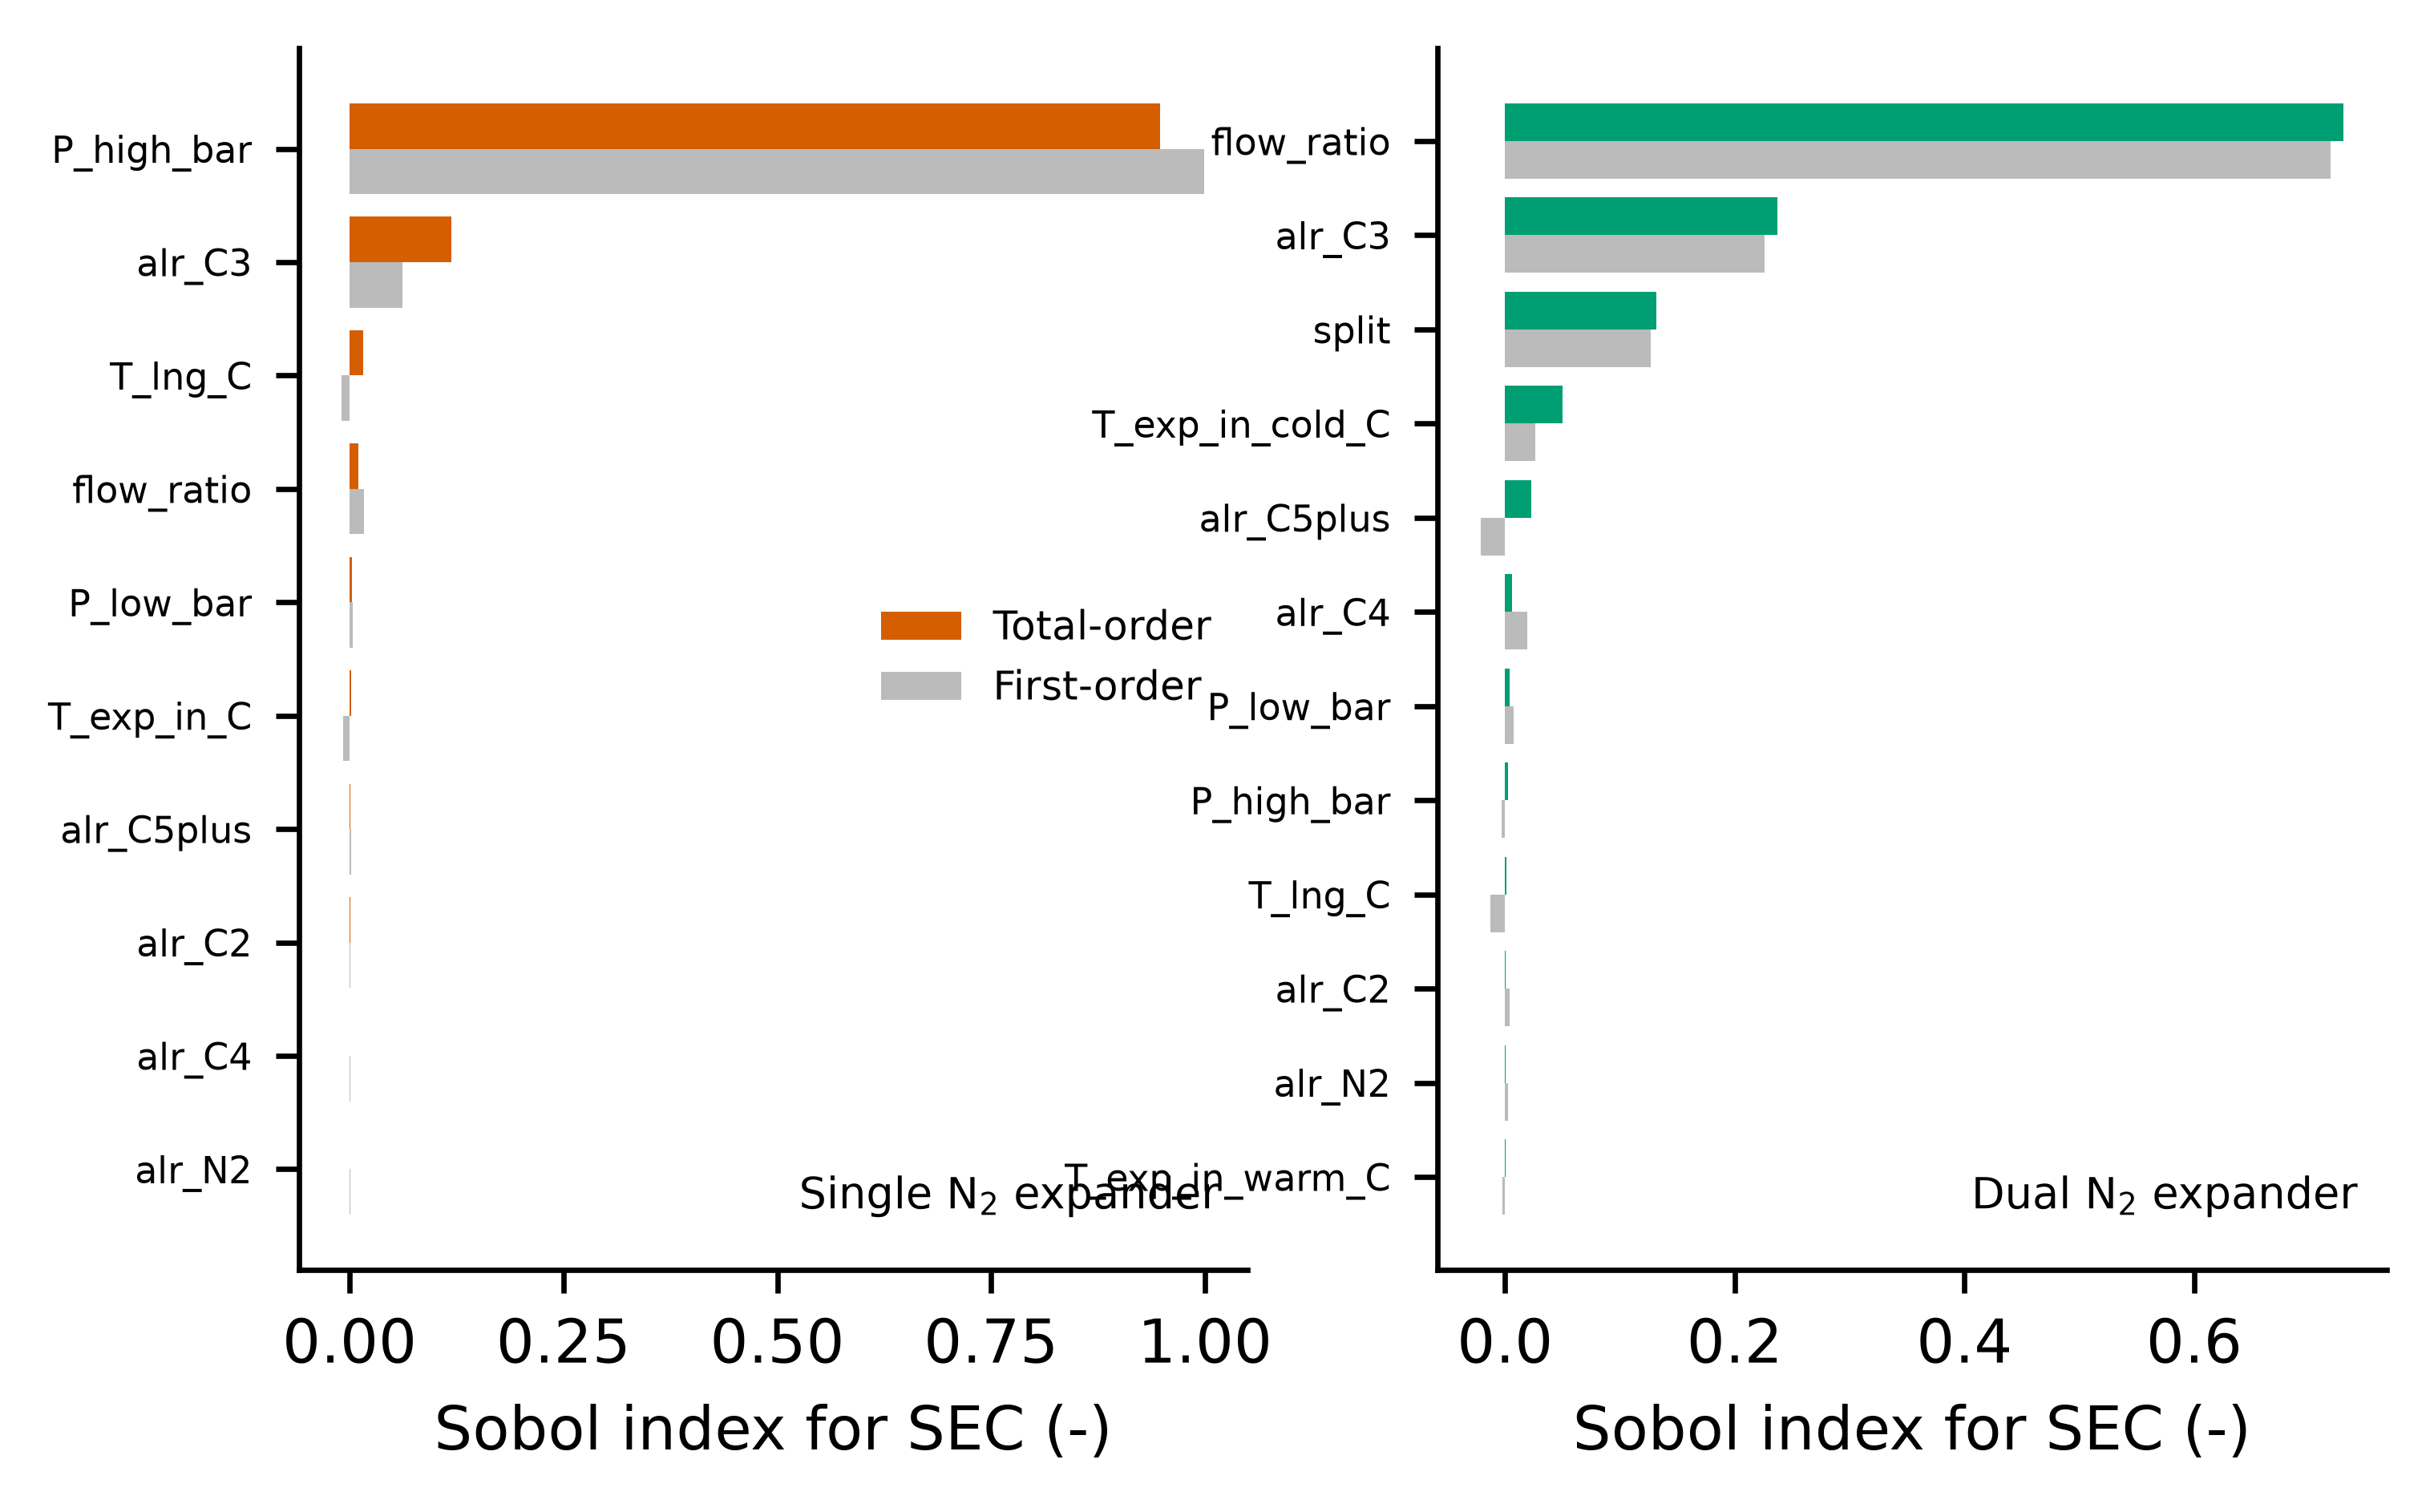 P_high_bar
alr_C3
T_lng_C
flow_ratio
P_low_bar
T_exp_in_C
alr_C5plus
alr_C2
alr_C4
alr_N2
Total-order
First-order
Single N₂ expander
0.00 0.25 0.50 0.75 1.00
Sobol index for SEC (-)
flow_ratio
alr_C3
split
T_exp_in_cold_C
alr_C5plus
alr_C4
P_low_bar
P_high_bar
T_lng_C
alr_C2
alr_N2
T_exp_in_warm_C
Dual N₂ expander
0.0 0.2 0.4 0.6
Sobol index for SEC (-)